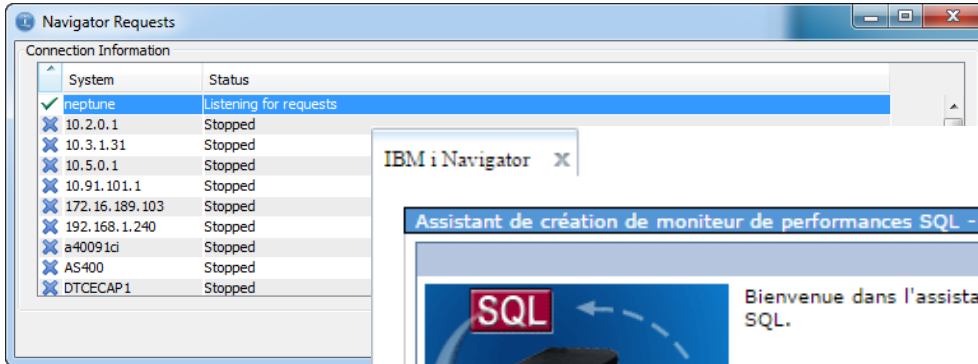 Navigator Requests
Connection Information
System Status
neptune Listening for requests
10.2.0.1 Stopped
10.3.1.31 Stopped
10.5.0.1 Stopped
10.91.101.1 Stopped
172.16.189.103 Stopped
192.168.1.240 Stopped
a40091ci Stopped
AS400 Stopped
DTCECAP1 Stopped
IBM i Navigator X
Assistant de création de moniteur de performances SQL -
SQL
Bienvenue dans l'assista
SQL.